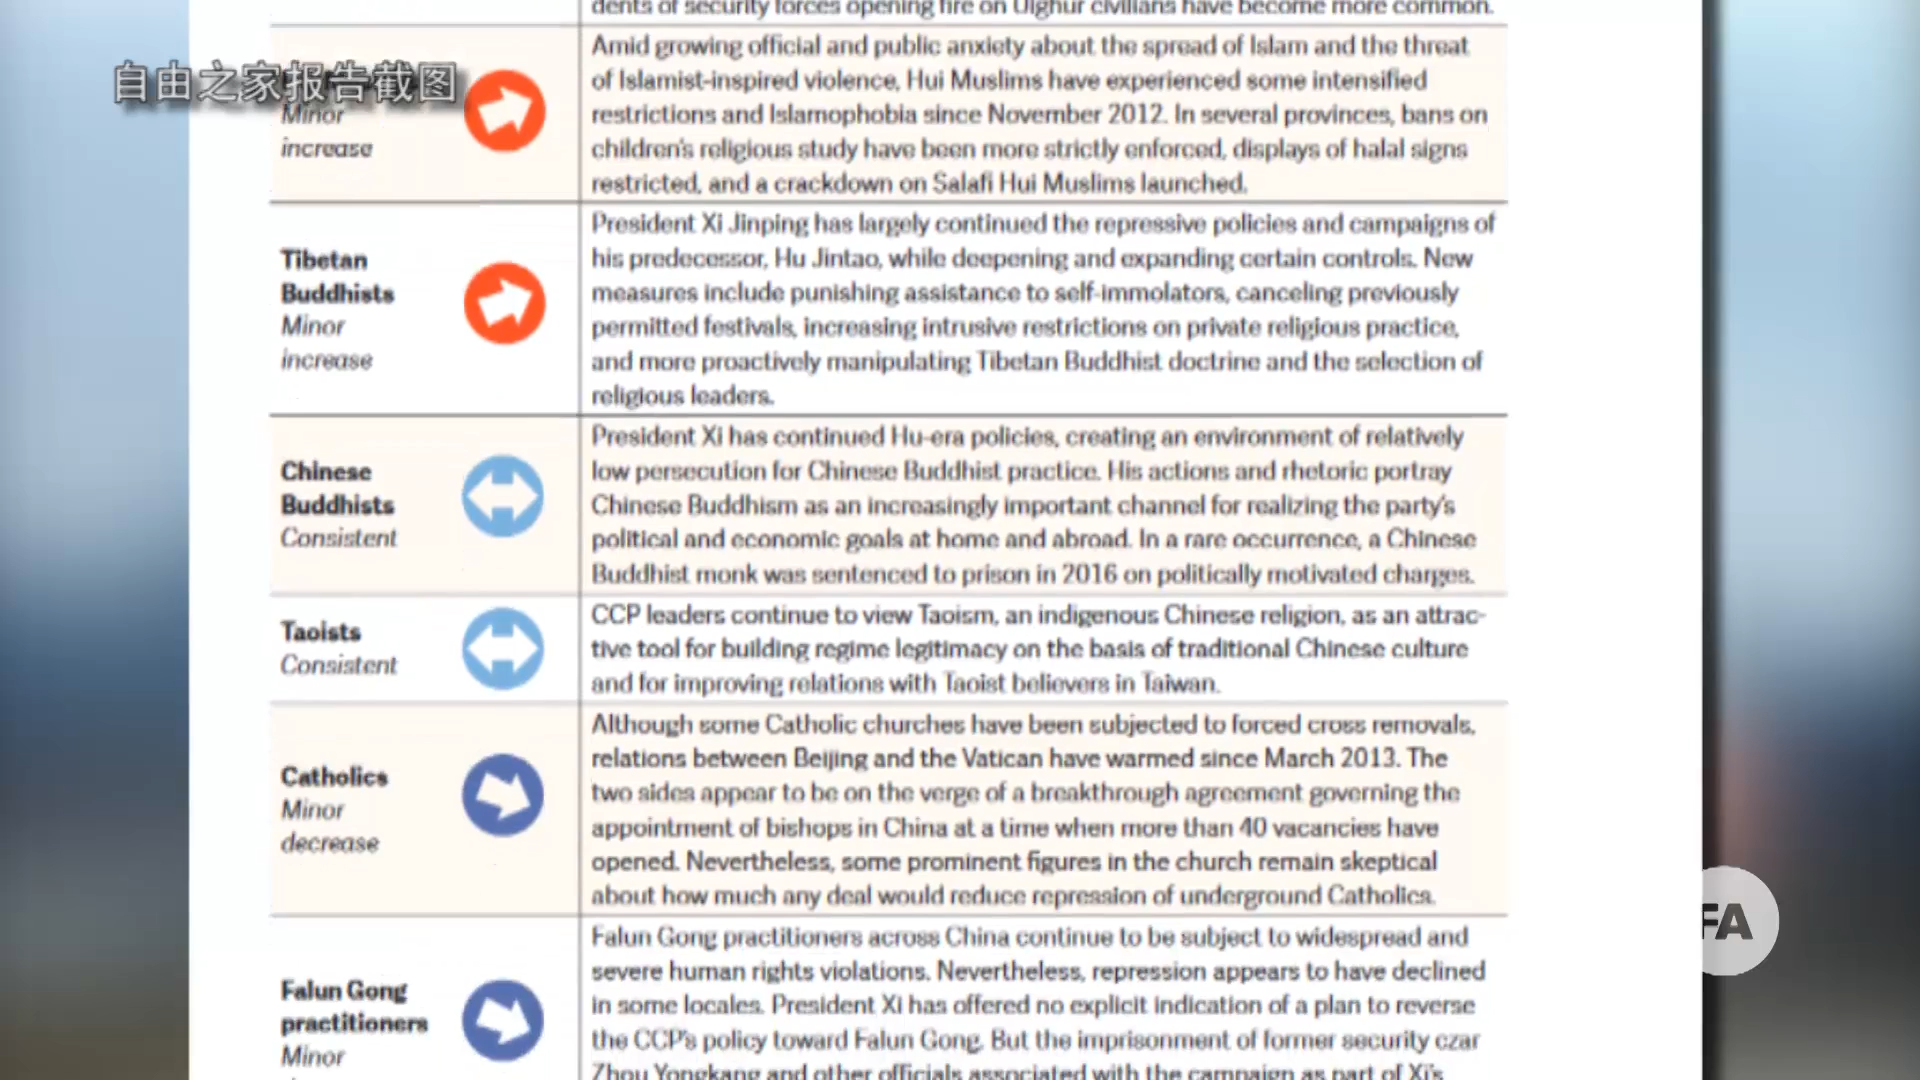 dents of security forces opening fire on Uighur civilians have become more common.
自由之家报告截图
Minor
increase
Amid growing official and public anxiety about the spread of Islam and the threat
of Islamist-inspired violence, Hui Muslims have experienced some intensified
restrictions and Islamophobia since November 2012. In several provinces, bans on
children's religious study have been more strictly enforced, displays of halal signs
restricted, and a crackdown on Salafi Hui Muslims launched.
Tibetan
Buddhists
Minor
increase
President Xi Jinping has largely continued the repressive policies and campaigns of
his predecessor, Hu Jintao, while deepening and expanding certain controls. New
measures include punishing assistance to self-immolators, canceling previously
permitted festivals, increasing intrusive restrictions on private religious practice,
and more proactively manipulating Tibetan Buddhist doctrine and the selection of
religious leaders.
Chinese
Buddhists
Consistent
President Xi has continued Hu-era policies, creating an environment of relatively
low persecution for Chinese Buddhist practice. His actions and rhetoric portray
Chinese Buddhism as an increasingly important channel for realizing the party's
political and economic goals at home and abroad. In a rare occurrence, a Chinese
Buddhist monk was sentenced to prison in 2016 on politically motivated charges.
Taoists
Consistent
CCP leaders continue to view Taoism, an indigenous Chinese religion, as an attrac-
tive tool for building regime legitimacy on the basis of traditional Chinese culture
and for improving relations with Taoist believers in Taiwan.
Catholics
Minor
decrease
Although some Catholic churches have been subjected to forced cross removals,
relations between Beijing and the Vatican have warmed since March 2013. The
two sides appear to be on the verge of a breakthrough agreement governing the
appointment of bishops in China at a time when more than 40 vacancies have
opened. Nevertheless, some prominent figures in the church remain skeptical
about how much any deal would reduce repression of underground Catholics.
Falun Gong
practitioners
Minor
Falun Gong practitioners across China continue to be subject to widespread and
severe human rights violations. Nevertheless, repression appears to have declined
in some locales. President Xi has offered no explicit indication of a plan to reverse
the CCP's policy toward Falun Gong. But the imprisonment of former security czar
Zhou Yongkang and other officials associated with the campaign as part of Xi's
FA